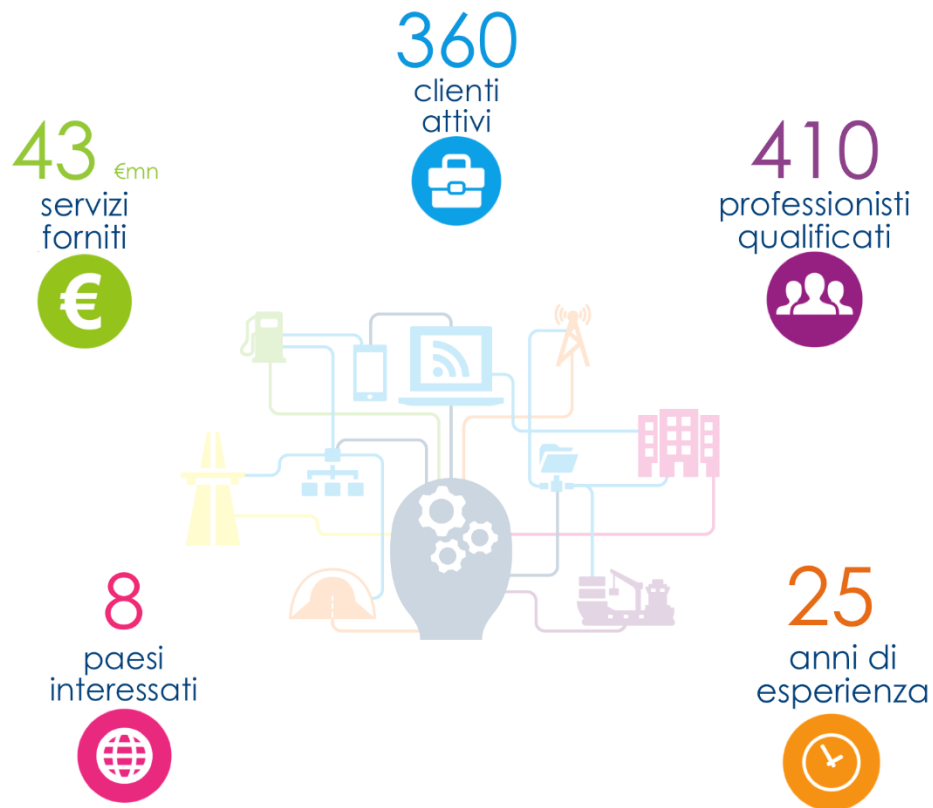 360
clienti
attivi
43 €mn
servizi
forniti
€
410
professionisti
qualificati
8
paesi
interessati
25
anni di
esperienza